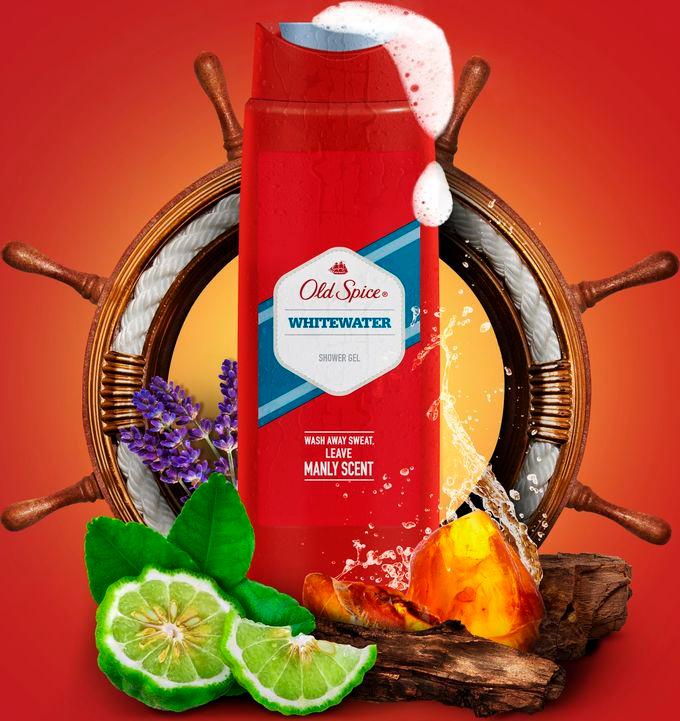 Old Spice®
WHITEWATER
SHOWER GEL
WASH AWAY SWEAT,
LEAVE
MANLY SCENT